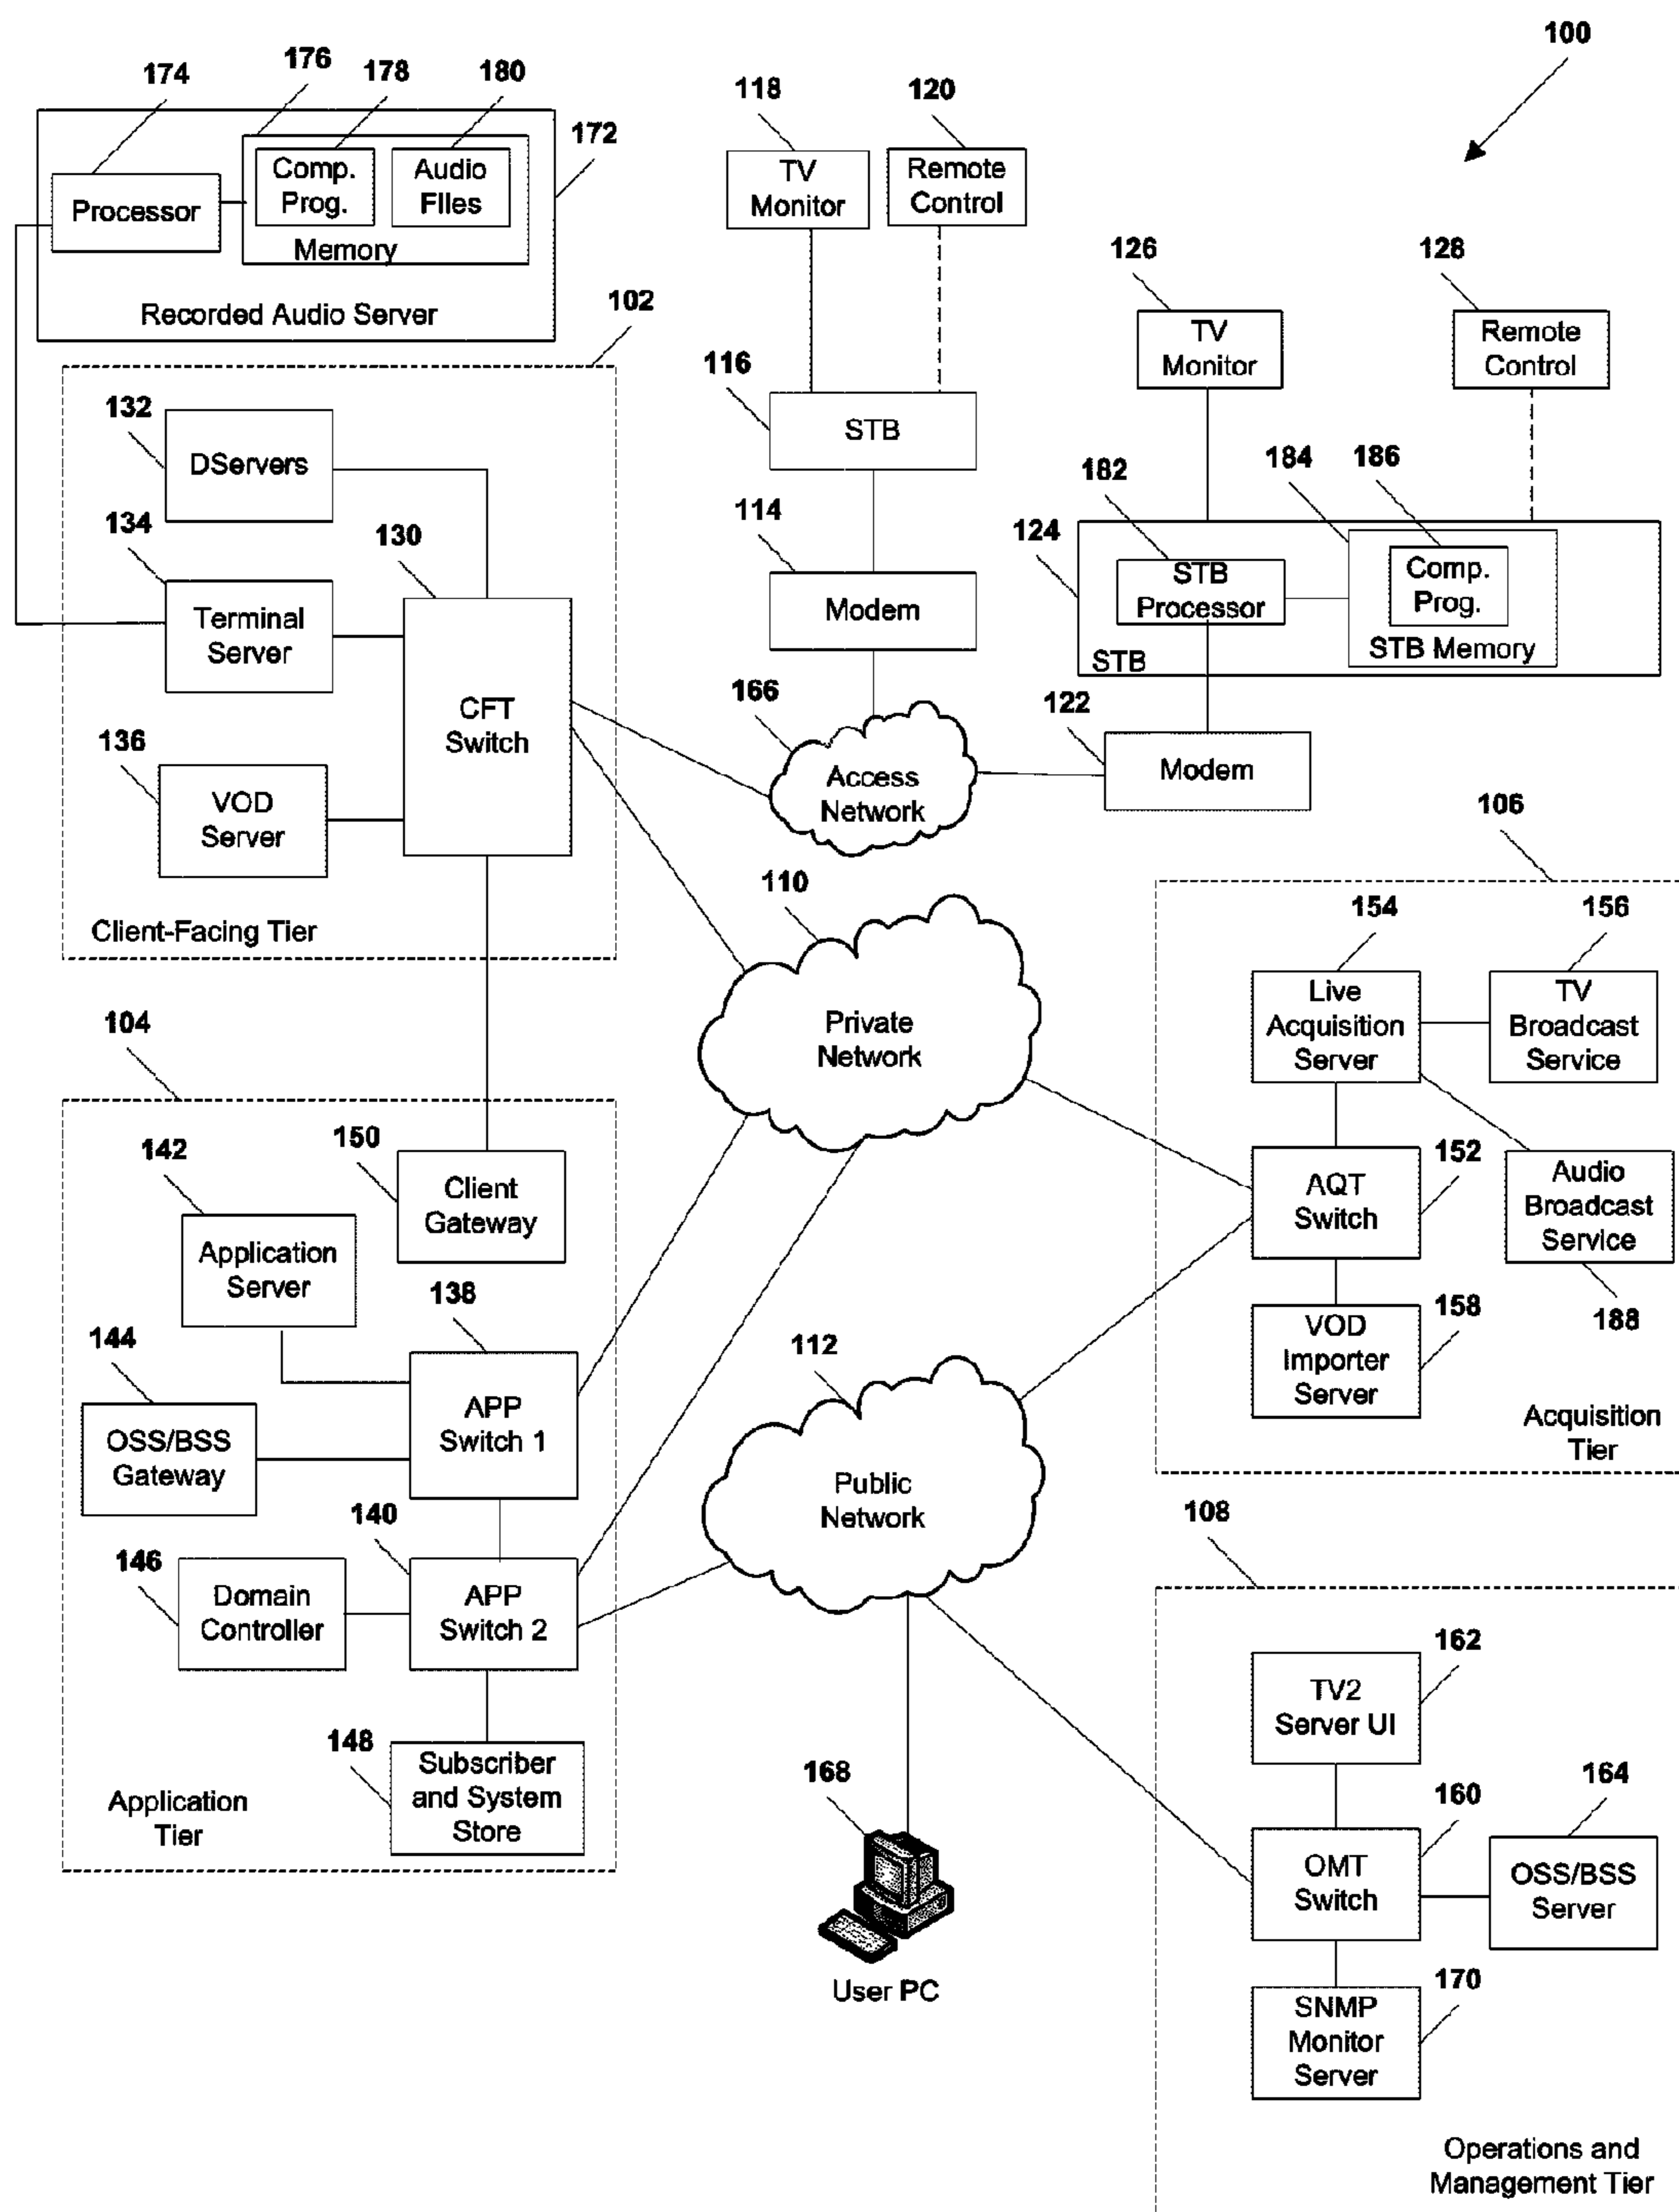 100
174
176
178
180
172
Comp.
Prog.
Audio
FIles
Processor
Memory
Recorded Audio Server
118
120
TV
Monitor
Remote
Control
126
128
TV
Monitor
Remote
Control
116
STB
114
Modem
182
184
186
124
STB
Processor
Comp.
Prog.
STB Memory
STB
122
Modem
166
Access
Network
102
132
DServers
134
130
Terminal
Server
CFT
Switch
136
VOD
Server
Client-Facing Tier
110
Private
Network
106
154
156
Live
Acquisition
Server
TV
Broadcast
Service
152
AQT
Switch
Audio
Broadcast
Service
188
158
VOD
Importer
Server
Acquisition
Tier
104
142
150
Client
Gateway
Application
Server
138
144
APP
Switch 1
OSS/BSS
Gateway
140
146
Domain
Controller
APP
Switch 2
148
Subscriber
and System
Store
Application
Tier
112
Public
Network
168
User PC
108
162
TV2
Server UI
160
164
OMT
Switch
OSS/BSS
Server
170
SNMP
Monitor
Server
Operations and
Management Tier